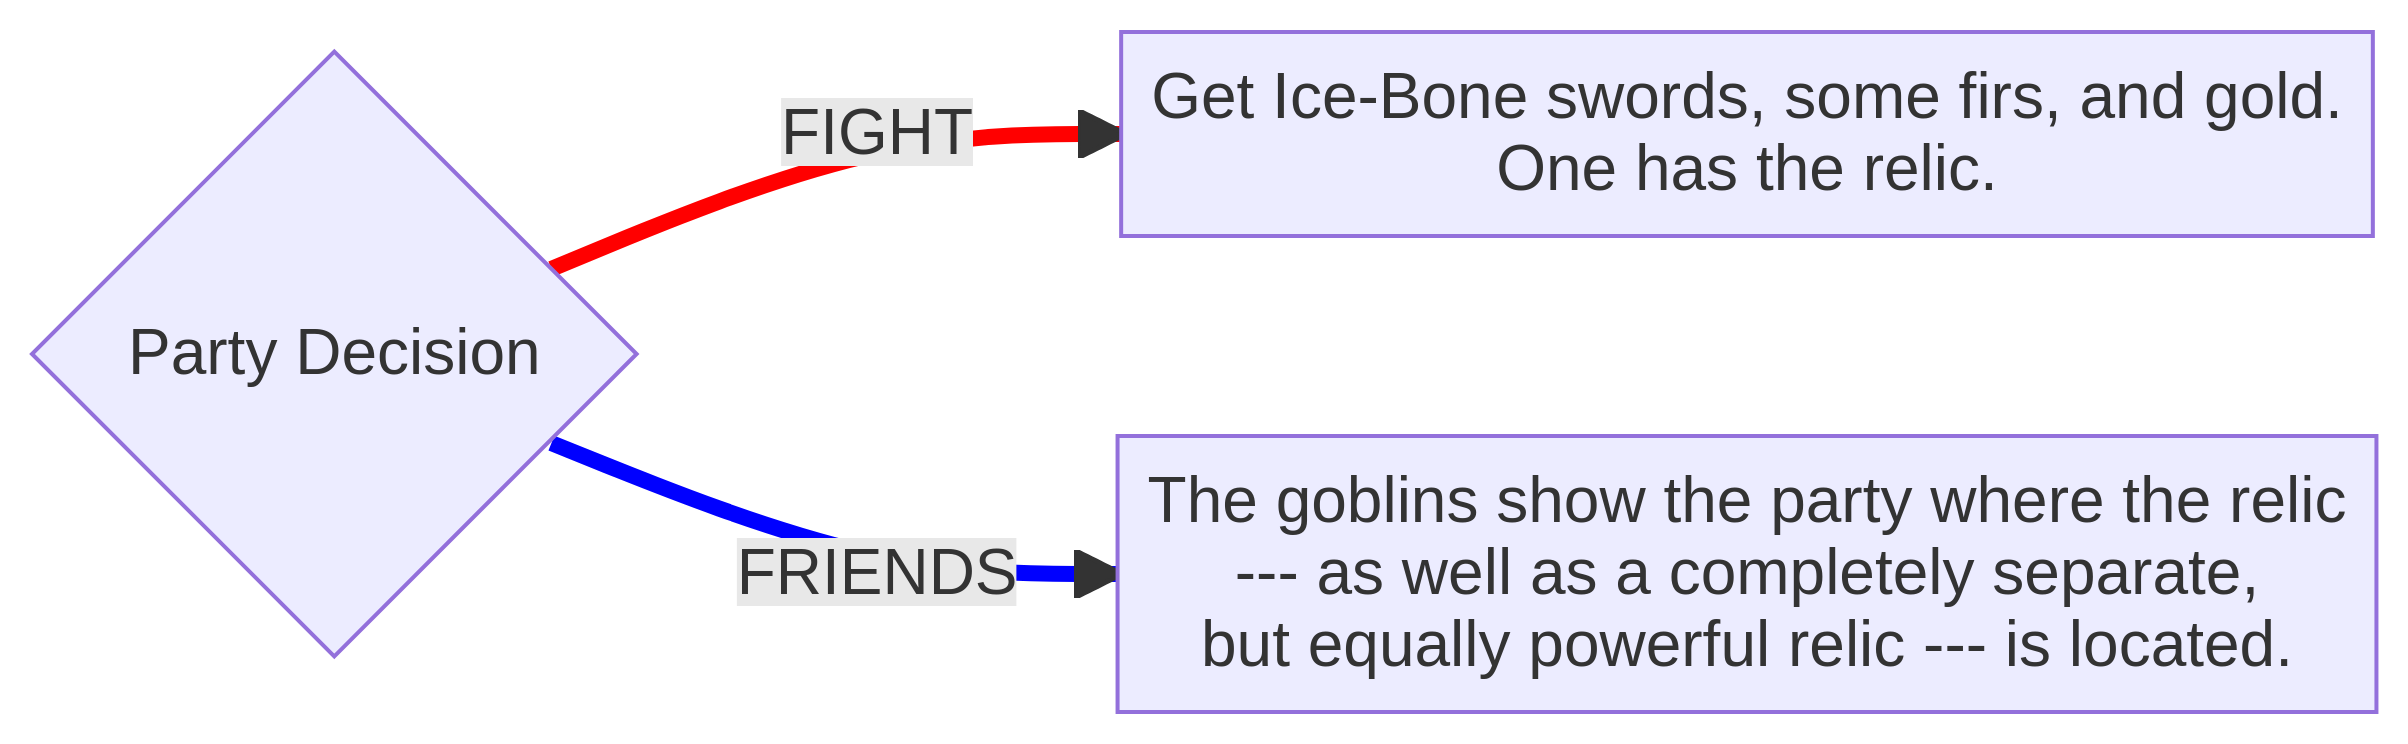 Party Decision
FIGHT
Get Ice-Bone swords, some firs, and gold.
One has the relic.
FRIENDS
The goblins show the party where the relic
--- as well as a completely separate,
but equally powerful relic --- is located.